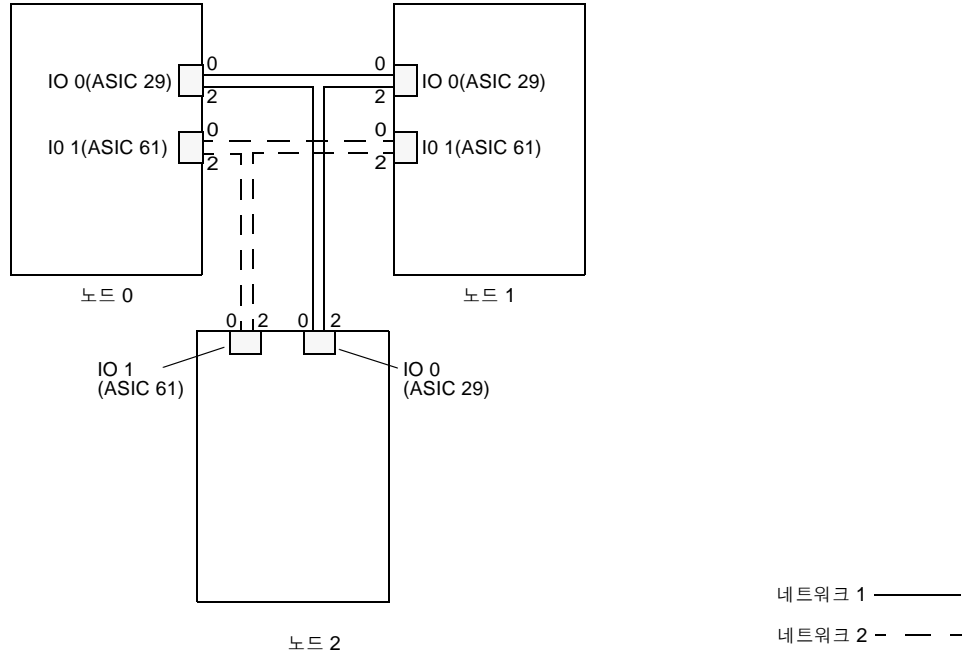 0 0
IO 0(ASIC 29) IO 0(ASIC 29)
2 2
0 0
I0 1(ASIC 61) I0 1(ASIC 61)
2 2
노드 0 노드 1
0 2 0 2
IO 1
(ASIC 61)
IO 0
(ASIC 29)
노드 2
네트워크 1
네트워크 2